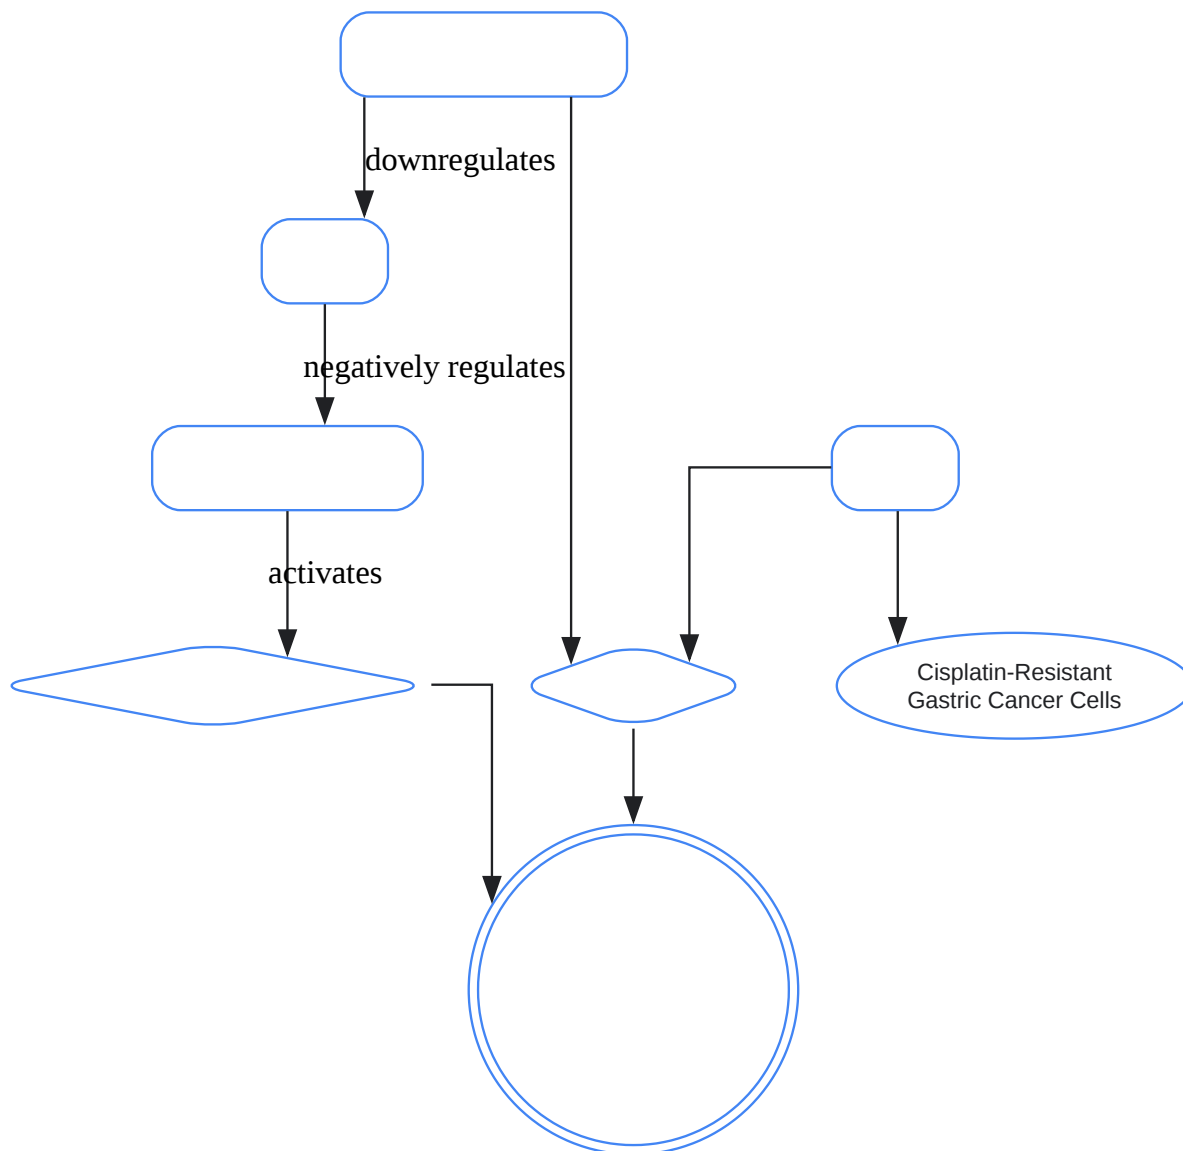 downregulates
negatively regulates
activates
Cisplatin-Resistant
Gastric Cancer Cells